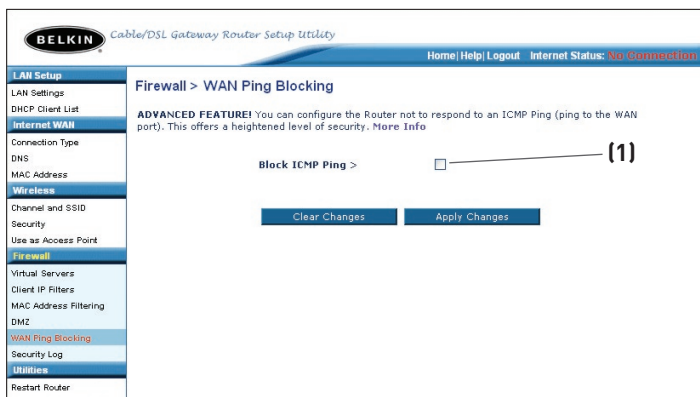 BELKIN
Cable/DSL Gateway Router Setup Utility
Home|Help|Logout Internet Status: No Connection
LAN Setup
LAN Settings
DHCP Client List
Internet WAN
Connection Type
DNS
MAC Address
Wireless
Channel and SSID
Security
Use as Access Point
Firewall
Virtual Servers
Client IP Filters
MAC Address Filtering
DMZ
WAN Ping Blocking
Security Log
Utilities
Restart Router
Firewall > WAN Ping Blocking
ADVANCED FEATURE! You can configure the Router not to respond to an ICMP Ping (ping to the WAN
port). This offers a heightened level of security. More Info
Block ICMP Ping >
(1)
Clear Changes Apply Changes